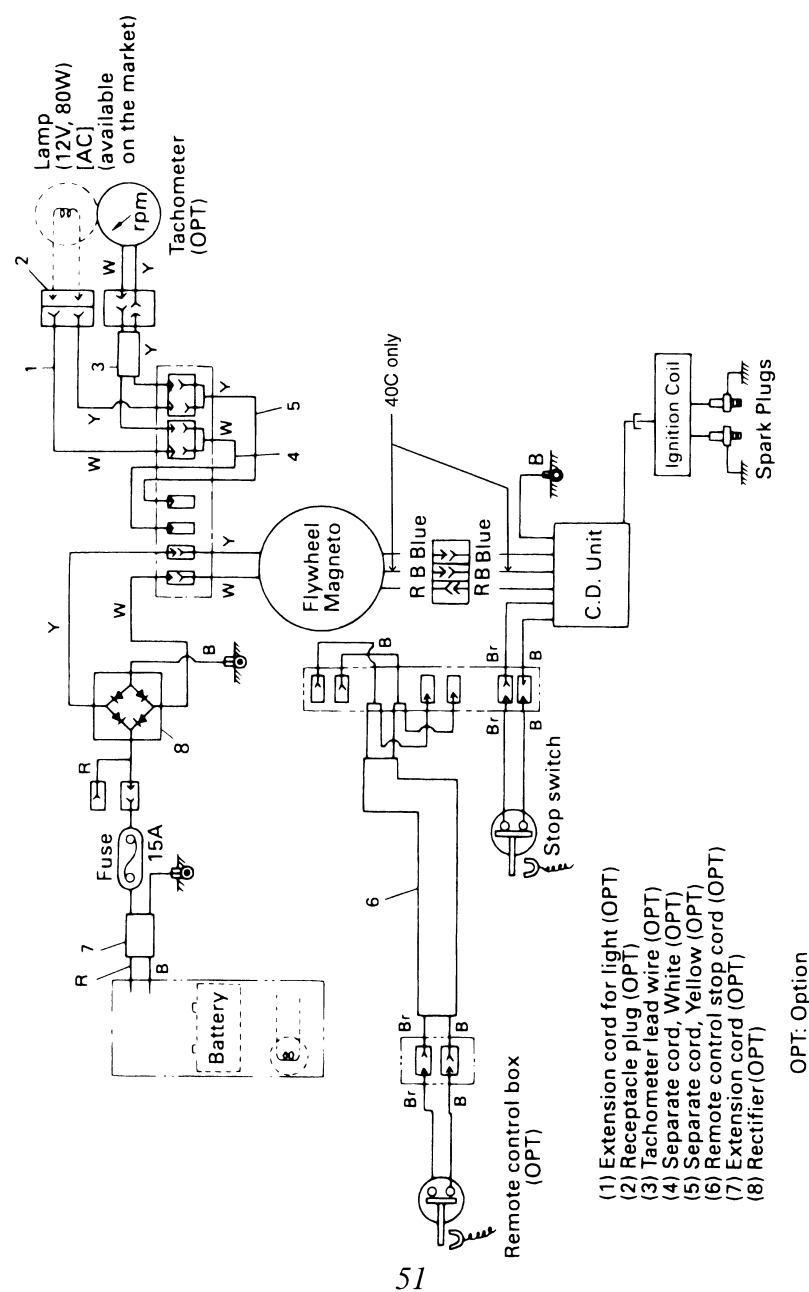 Lamp
(12V, 80W)
[AC]
(available
on the market)
Tachometer
(OPT)
rpm
2
W
Y
1
3
Y
Y
W
Y
W
5
4
Y
W
Y
W
B
8
R
Fuse
15A
7
R
B
Battery
Flywheel
Magneto
Y
W
40C only
R B Blue
R B Blue
B
C.D. Unit
Ignition Coil
Spark Plugs
B
Br
B
Br
B
Stop switch
6
Br
B
Br
B
Remote control box
(OPT)
(1) Extension cord for light (OPT)
(2) Receptacle plug (OPT)
(3) Tachometer lead wire (OPT)
(4) Separate cord, White (OPT)
(5) Separate cord, Yellow (OPT)
(6) Remote control stop cord (OPT)
(7) Extension cord (OPT)
(8) Rectifier (OPT)
OPT: Option
51